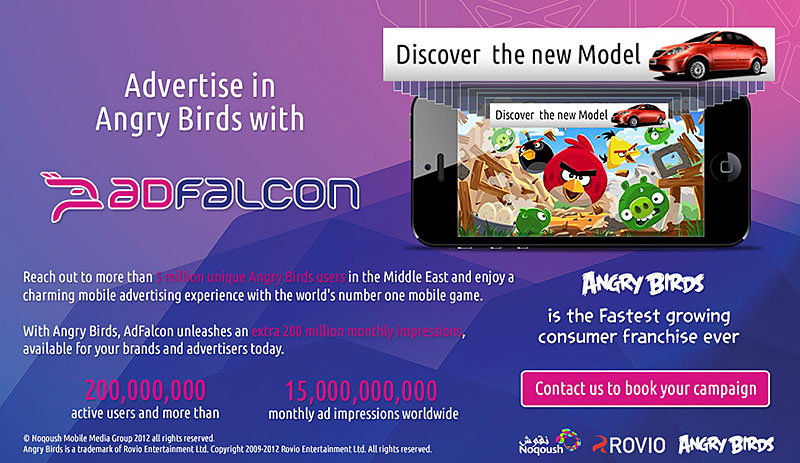 Discover the new Model
Discover the new Model
Advertise in
Angry Birds with
ADFALCON
Reach out to more than 5 million unique Angry Birds users in the Middle East and enjoy a
charming mobile advertising experience with the world's number one mobile game.
With Angry Birds, AdFalcon unleashes an extra 200 million monthly impressions,
available for your brands and advertisers today.
200,000,000
active users and more than
15,000,000,000
monthly ad impressions worldwide
ANGRY BIRDS
is the Fastest growing
consumer franchise ever
Contact us to book your campaign
© Noqoush Mobile Media Group 2012 all rights reserved.
Angry Birds is a trademark of Rovio Entertainment Ltd. Copyright 2009-2012 Rovio Entertainment Ltd. All rights reserved.
نقوش
Noqoush
ROVIO
ANGRY BIRDS